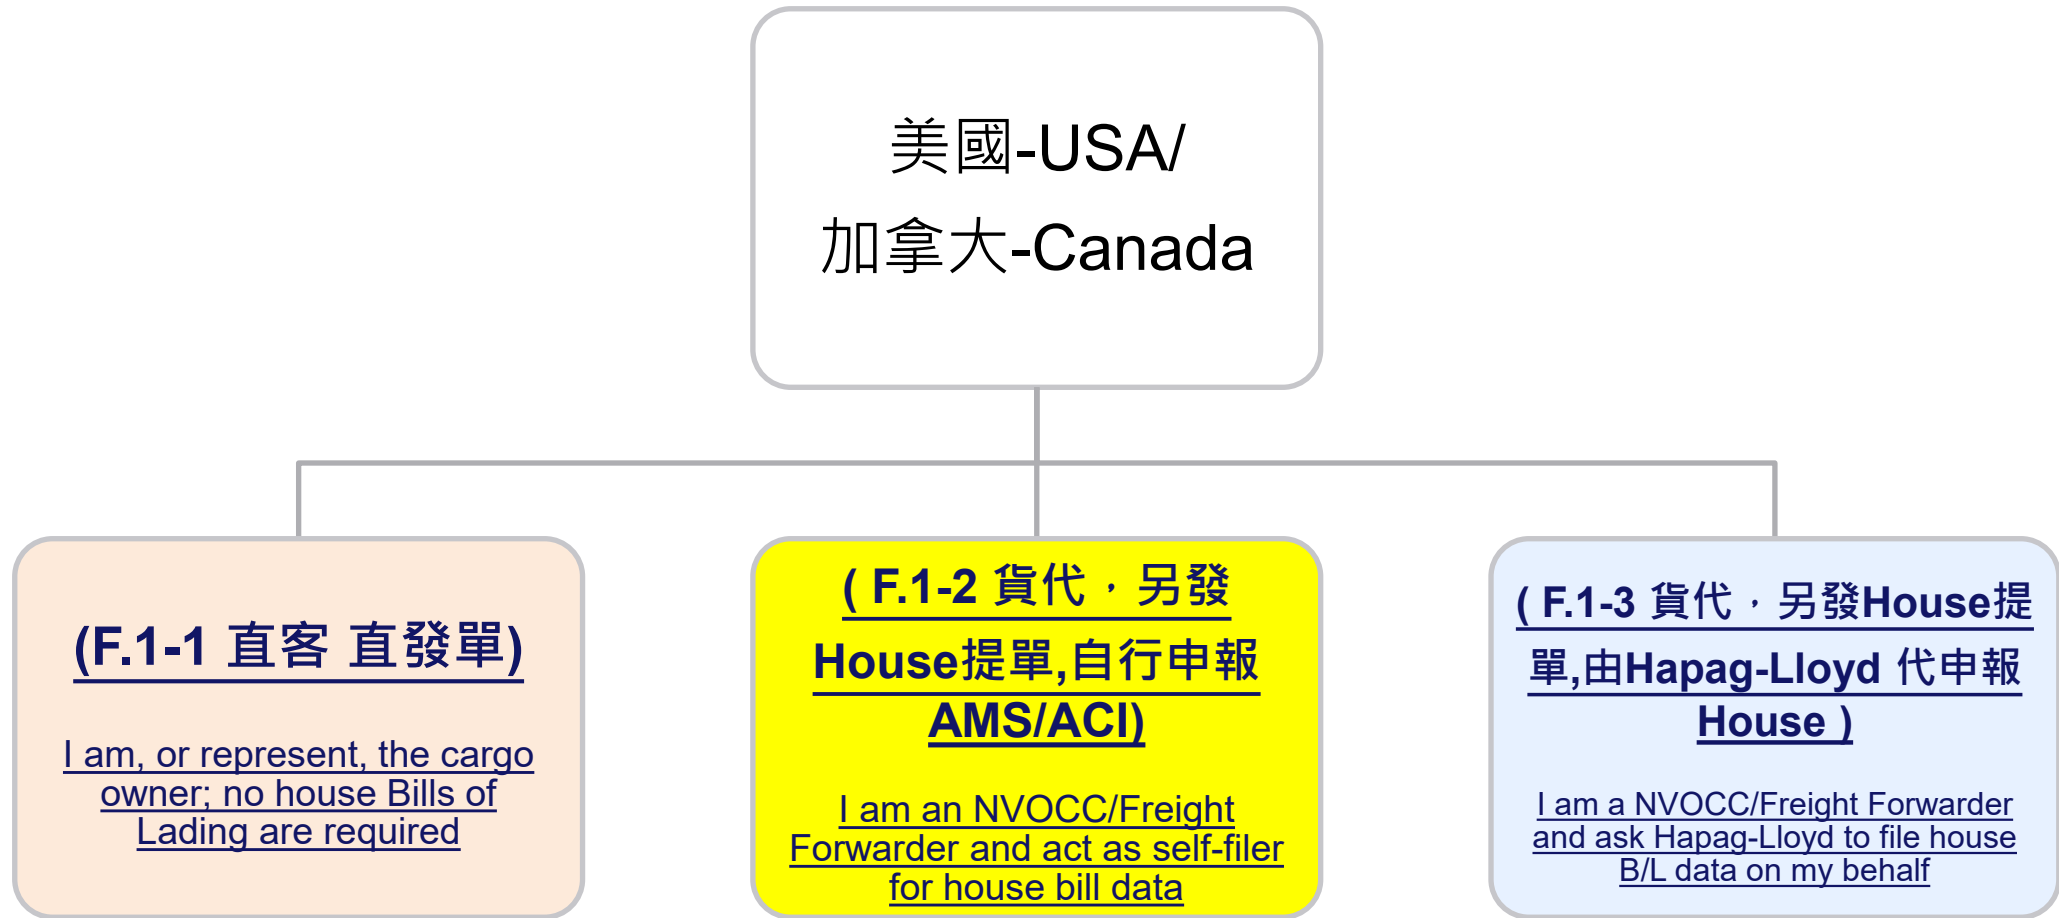 美國-USA/
加拿大-Canada
(F.1-1 直客 直發單)
I am, or represent, the cargo
owner; no house Bills of
Lading are required
( F.1-2 貨代，另發
House提單,自行申報
AMS/ACI)
I am an NVOCC/Freight
Forwarder and act as self-filer
for house bill data
( F.1-3 貨代，另發House提
單,由Hapag-Lloyd 代申報
House )
I am a NVOCC/Freight Forwarder
and ask Hapag-Lloyd to file house
B/L data on my behalf